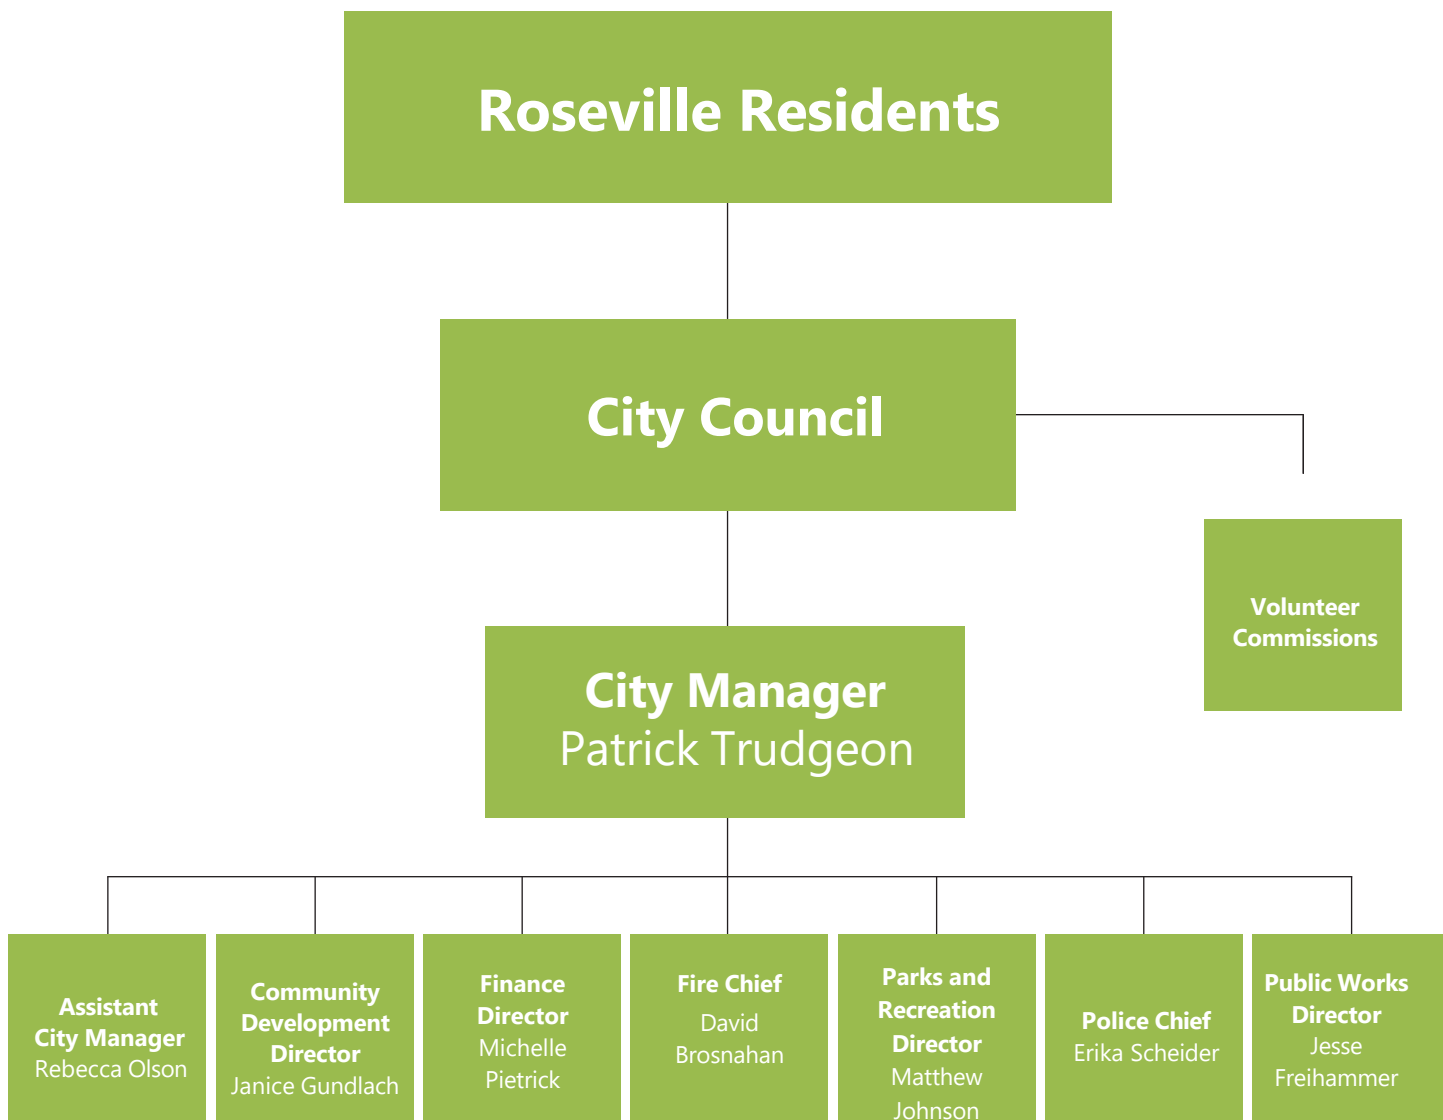 Roseville Residents
City Council
Volunteer
Commissions
City Manager
Patrick Trudgeon
Assistant
City Manager
Rebecca Olson
Community
Development
Director
Janice Gundlach
Finance
Director
Michelle
Pietrick
Fire Chief
David
Brosnahan
Parks and
Recreation
Director
Matthew
Johnson
Police Chief
Erika Scheider
Public Works
Director
Jesse
Freihammer